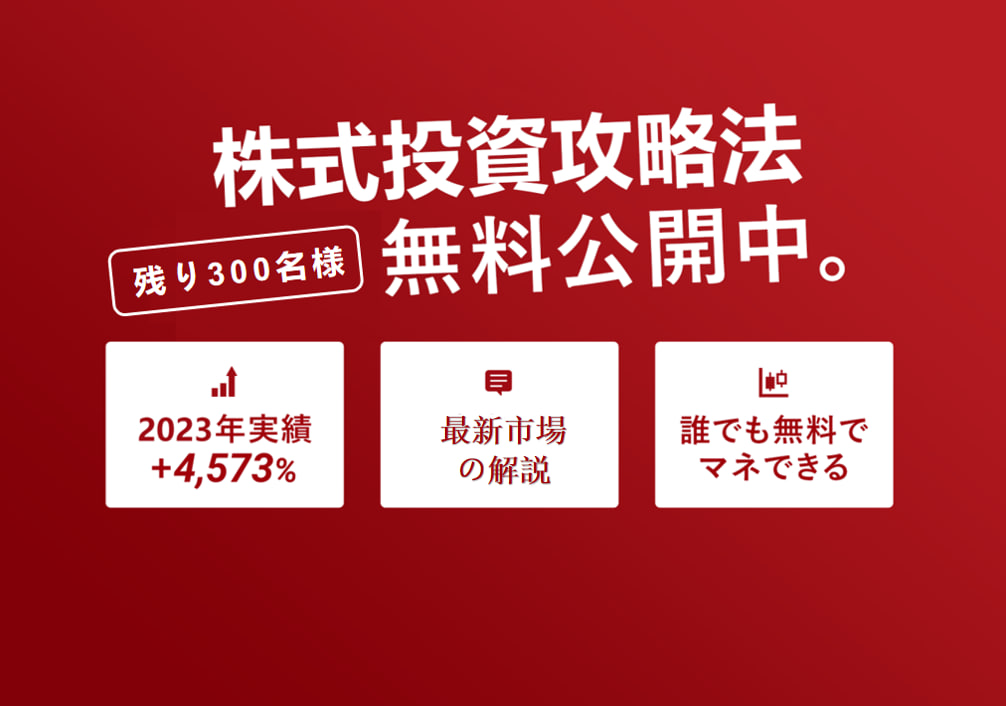 株式投資攻略法
残り300名様
無料公開中。
2023年実績
+4,573%
最新市場
の解説
誰でも無料で
マネできる